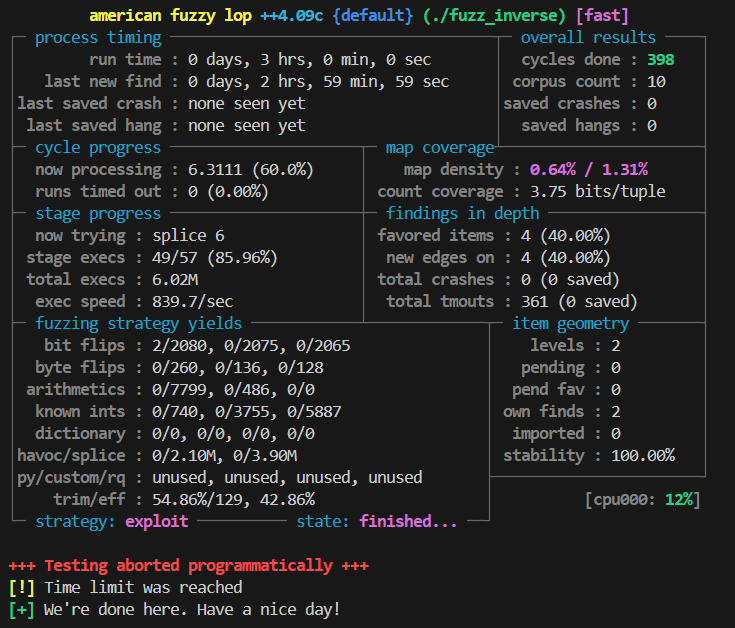 american fuzzy lop ++4.09c {default} (./fuzz_inverse) [fast]
process timing overall results
run time : 0 days, 3 hrs, 0 min, 0 sec cycles done : 398
last new find : 0 days, 2 hrs, 59 min, 59 sec corpus count : 10
last saved crash : none seen yet saved crashes : 0
last saved hang : none seen yet saved hangs : 0
cycle progress map coverage
now processing : 6.3111 (60.0%) map density : 0.64% / 1.31%
runs timed out : 0 (0.00%) count coverage : 3.75 bits/tuple
stage progress findings in depth
now trying : splice 6 favored items : 4 (40.00%)
stage execs : 49/57 (85.96%) new edges on : 4 (40.00%)
total execs : 6.02M total crashes : 0 (0 saved)
exec speed : 839.7/sec total tmouts : 361 (0 saved)
fuzzing strategy yields item geometry
bit flips : 2/2080, 0/2075, 0/2065 levels : 2
byte flips : 0/260, 0/136, 0/128 pending : 0
arithmetics : 0/7799, 0/486, 0/0 pend fav : 0
known ints : 0/740, 0/3755, 0/5887 own finds : 2
dictionary : 0/0, 0/0, 0/0, 0/0 imported : 0
havoc/splice : 0/2.10M, 0/3.90M stability : 100.00%
py/custom/rq : unused, unused, unused, unused
trim/eff : 54.86%/129, 42.86% [cpu000: 12%]
strategy: exploit state: finished...
+++ Testing aborted programmatically +++
[!] Time limit was reached
[+] We're done here. Have a nice day!